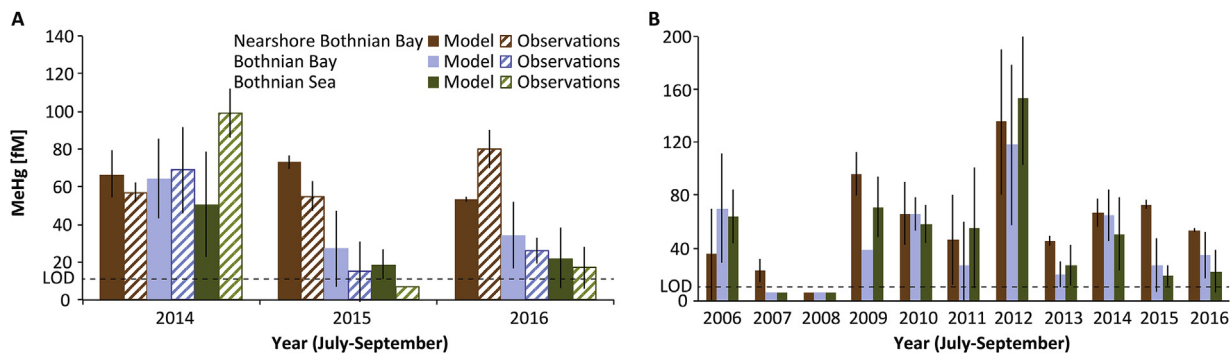 A
140
120
100
80
60
40
20
0
LOD
MeHg [fM]
Nearshore Bothnian Bay Model Observations
Bothnian Bay Model Observations
Bothnian Sea Model Observations
2014 2015 2016
Year (July-September)
B
200
160
120
80
40
0
LOD
2006 2007 2008 2009 2010 2011 2012 2013 2014 2015 2016
Year (July-September)